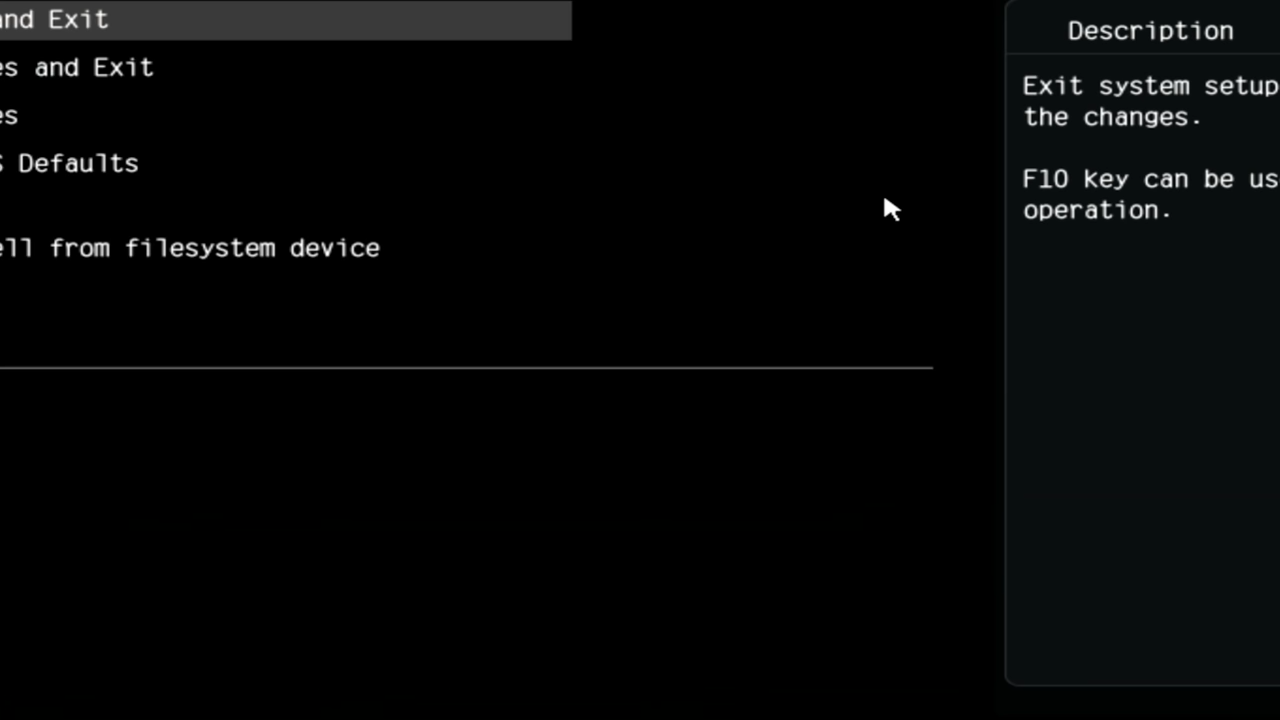 and Exit
es and Exit
es
S Defaults
ell from filesystem device
Description
Exit system setup
the changes.
F10 key can be us
operation.